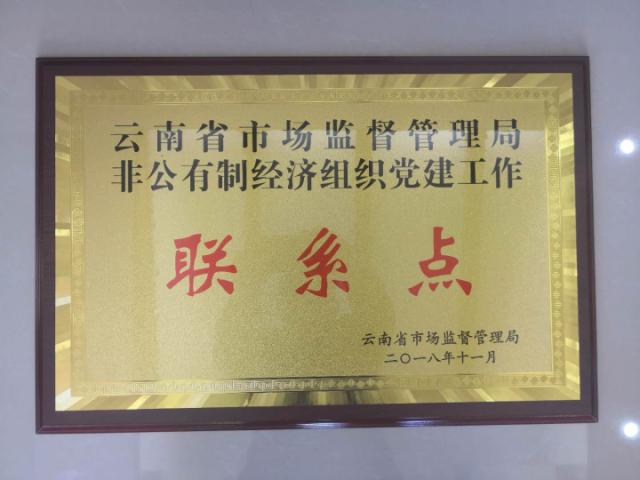 云南省市场监督管理局
非公有制经济组织党建工作
联系点
云南省市场监督管理局
二〇一八年十一月